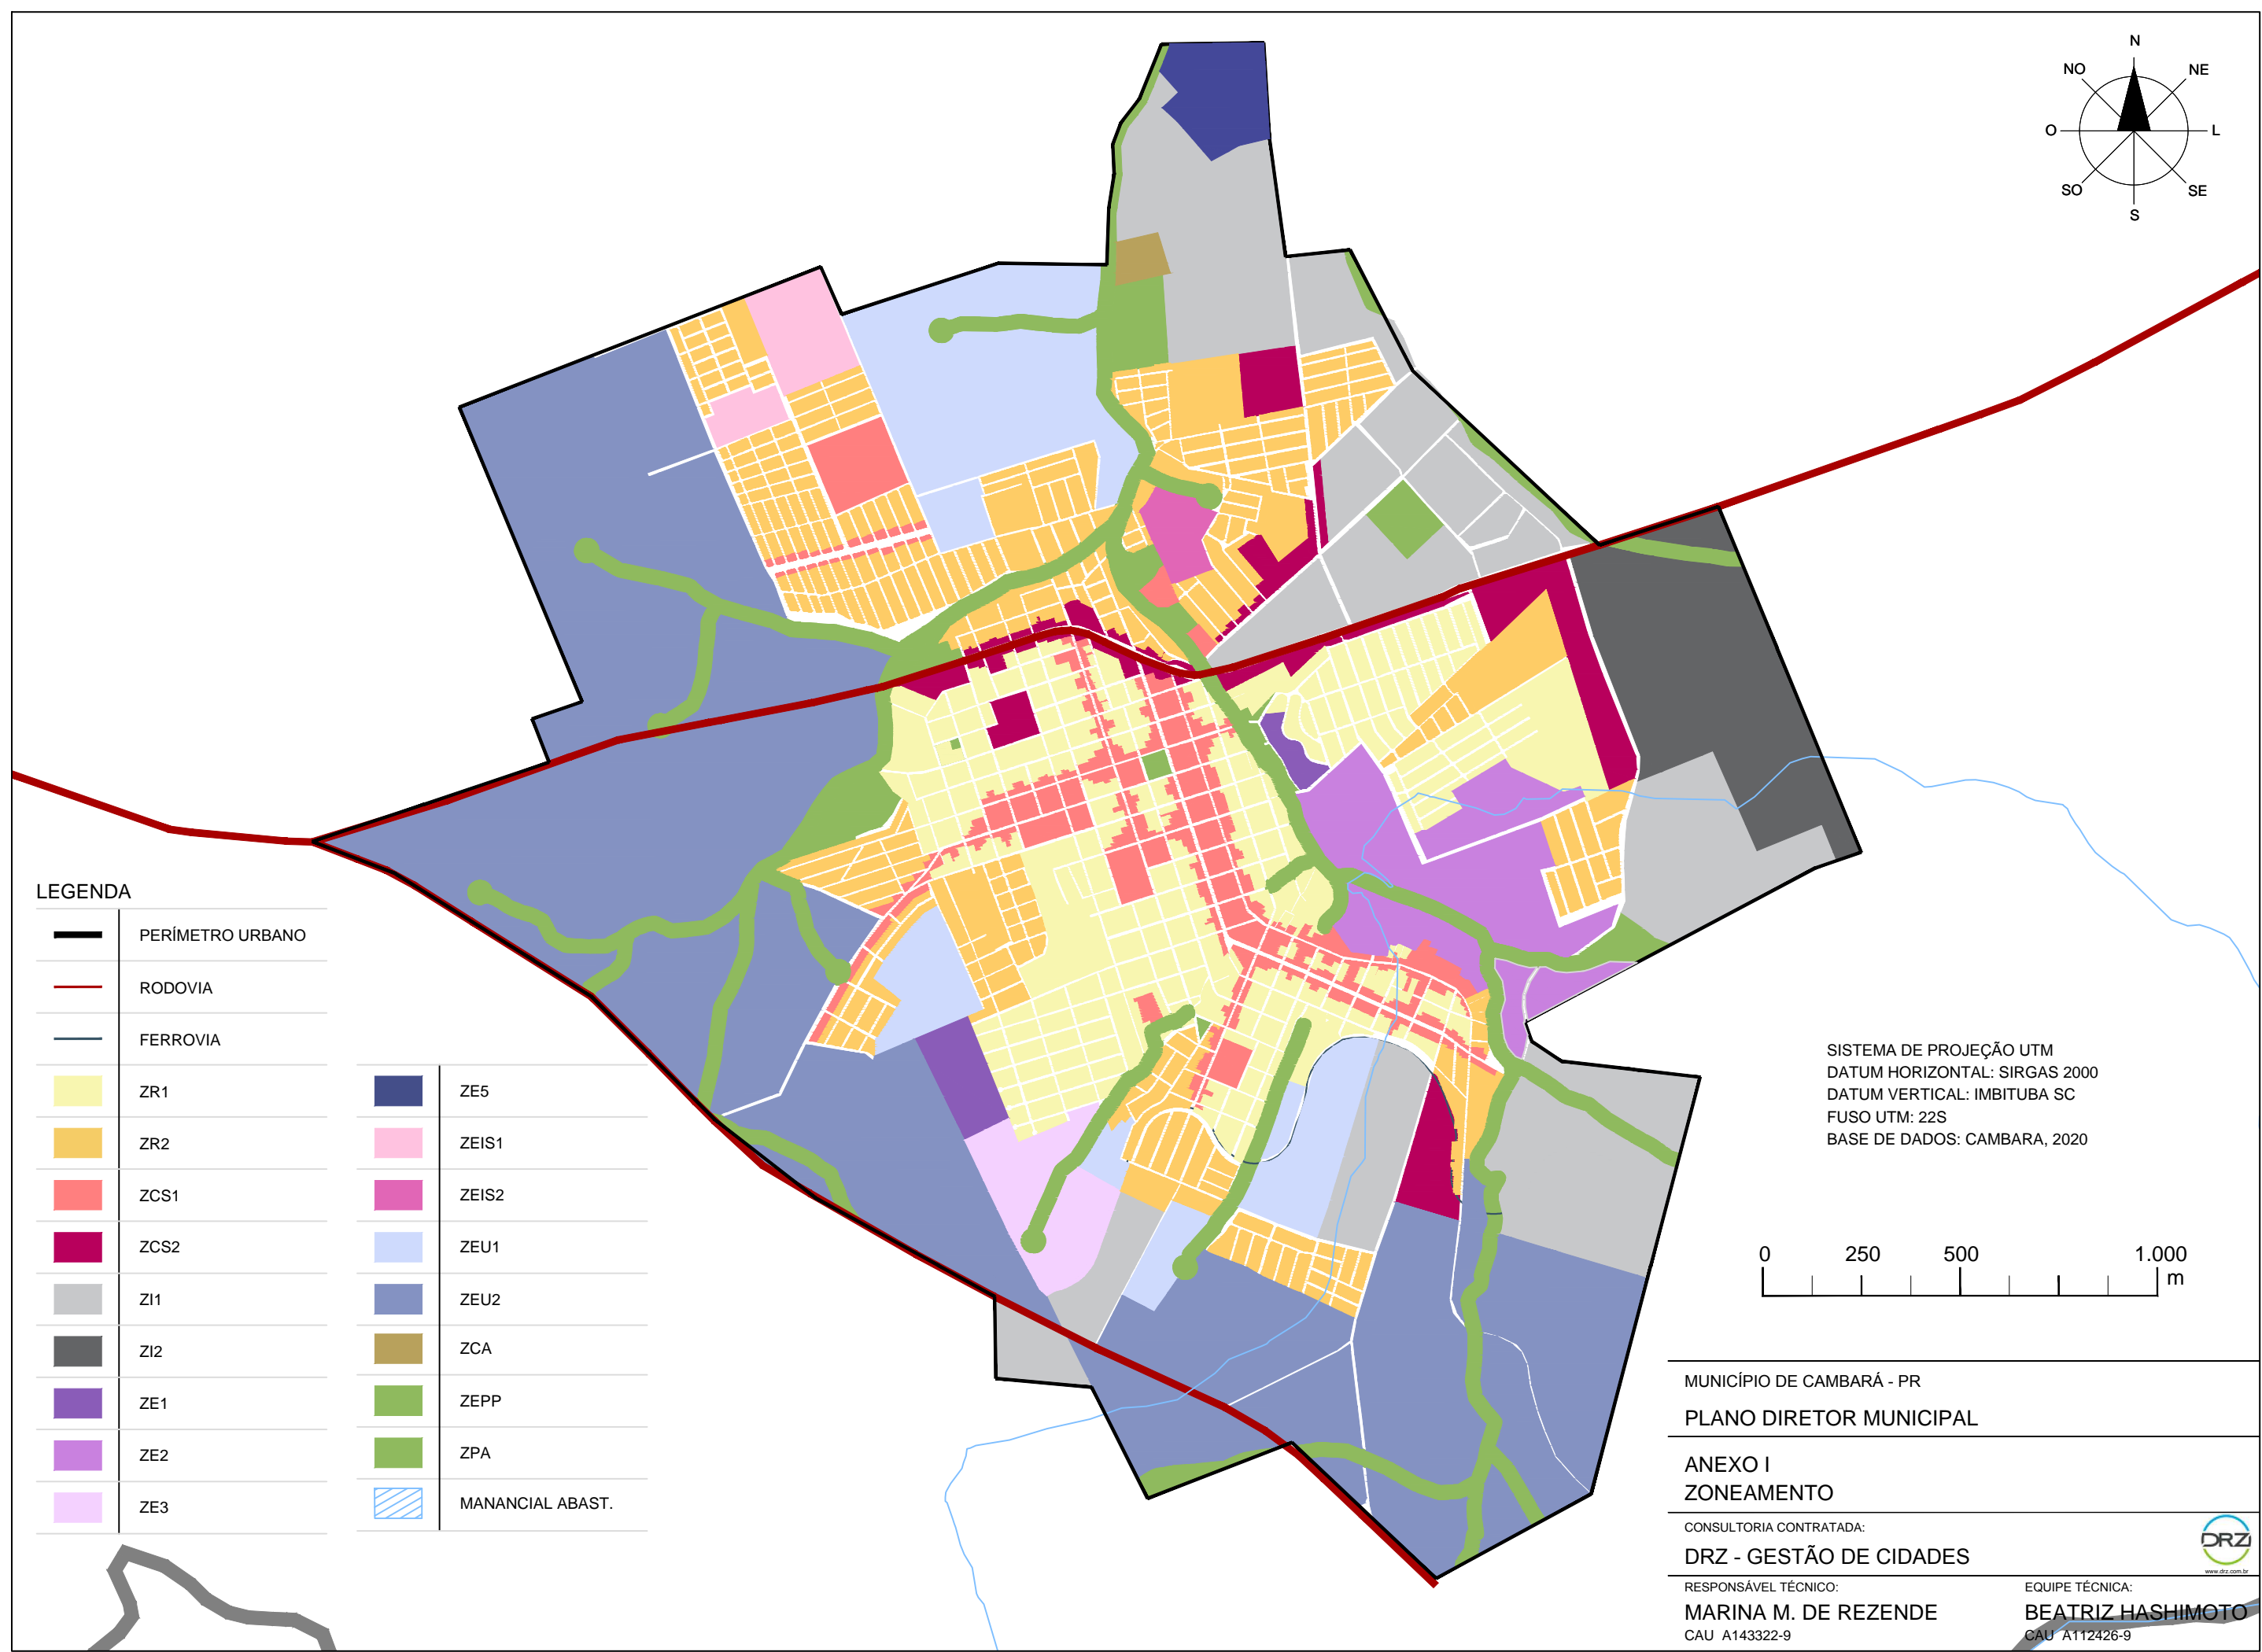 N
NO
NE
O
L
SO
SE
S
LEGENDA
PERÍMETRO URBANO
RODOVIA
FERROVIA
ZR1
ZR2
ZCS1
ZCS2
ZI1
ZI2
ZE1
ZE2
ZE3
ZE5
ZEIS1
ZEIS2
ZEU1
ZEU2
ZCA
ZEPP
ZPA
MANANCIAL ABAST.
SISTEMA DE PROJEÇÃO UTM
DATUM HORIZONTAL: SIRGAS 2000
DATUM VERTICAL: IMBITUBA SC
FUSO UTM: 22S
BASE DE DADOS: CAMBARA, 2020
0 250 500 1.000
m
MUNICÍPIO DE CAMBARÁ - PR
PLANO DIRETOR MUNICIPAL
ANEXO I
ZONEAMENTO
CONSULTORIA CONTRATADA:
DRZ - GESTÃO DE CIDADES
DRZ
www.drz.com.br
RESPONSÁVEL TÉCNICO:
MARINA M. DE REZENDE
CAU A143322-9
EQUIPE TÉCNICA:
BEATRIZ HASHIMOTO
CAU A112426-9